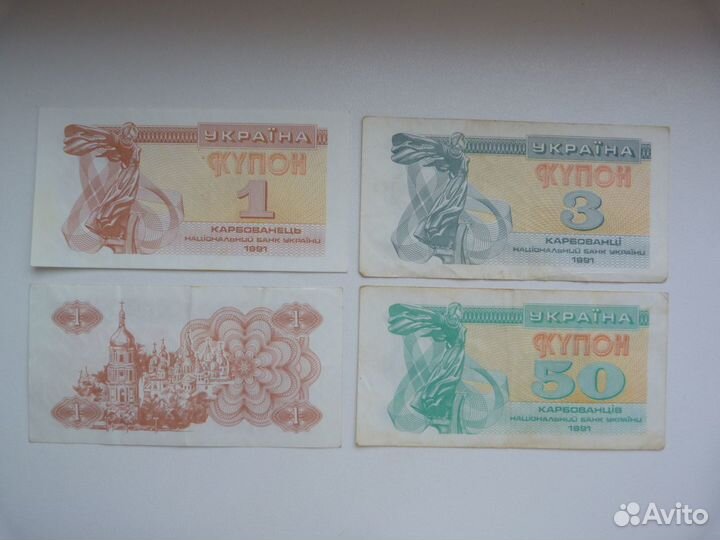 УКРАЇНА
КУПОН
1
КАРБОВАНЕЦЬ
НАЦІОНАЛЬНИЙ БАНК УКРАЇНИ
1991
УКРАЇНА
КУПОН
3
КАРБОВАНЦІ
НАЦІОНАЛЬНИЙ БАНК УКРАЇНИ
1991
1 1
1 1
УКРАЇНА
КУПОН
50
КАРБОВАНЦІВ
НАЦІОНАЛЬНИЙ БАНК УКРАЇНИ
1991
Avito